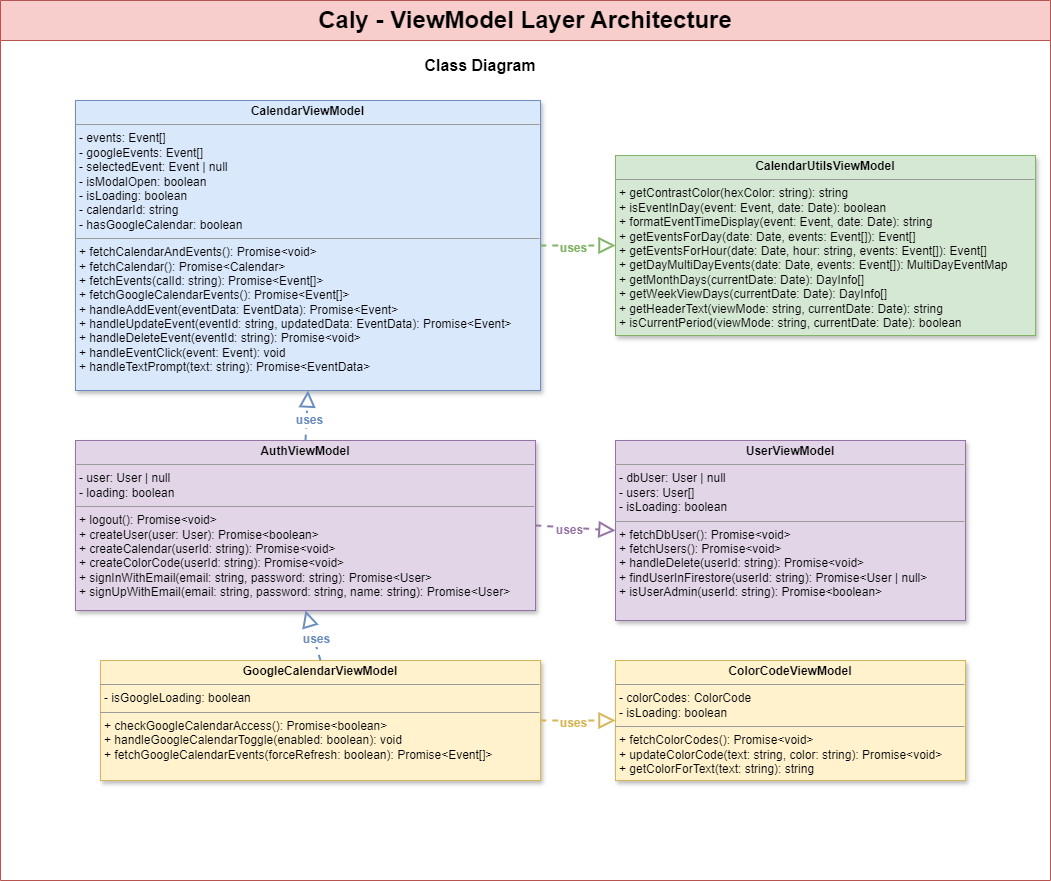 Caly - ViewModel Layer Architecture
Class Diagram
CalendarViewModel
- events: Event[]
- googleEvents: Event[]
- selectedEvent: Event | null
- isModalOpen: boolean
- isLoading: boolean
- calendarId: string
- hasGoogleCalendar: boolean
+ fetchCalendarAndEvents(): Promise<void>
+ fetchCalendar(): Promise<Calendar>
+ fetchEvents(calId: string): Promise<Event[]>
+ fetchGoogleCalendarEvents(): Promise<Event[]>
+ handleAddEvent(eventData: EventData): Promise<Event>
+ handleUpdateEvent(eventId: string, updatedData: EventData): Promise<Event>
+ handleDeleteEvent(eventId: string): Promise<void>
+ handleEventClick(event: Event): void
+ handleTextPrompt(text: string): Promise<EventData>
uses
CalendarUtilsViewModel
+ getContrastColor(hexColor: string): string
+ isEventInDay(event: Event, date: Date): boolean
+ formatEventTimeDisplay(event: Event, date: Date): string
+ getEventsForDay(date: Date, events: Event[]): Event[]
+ getEventsForHour(date: Date, hour: string, events: Event[]): Event[]
+ getDayMultiDayEvents(date: Date, events: Event[]): MultiDayEventMap
+ getMonthDays(currentDate: Date): DayInfo[]
+ getWeekViewDays(currentDate: Date): DayInfo[]
+ getHeaderText(viewMode: string, currentDate: Date): string
+ isCurrentPeriod(viewMode: string, currentDate: Date): boolean
uses
AuthViewModel
- user: User | null
- loading: boolean
+ logout(): Promise<void>
+ createUser(user: User): Promise<boolean>
+ createCalendar(userId: string): Promise<void>
+ createColorCode(userId: string): Promise<void>
+ signInWithEmail(email: string, password: string): Promise<User>
+ signUpWithEmail(email: string, password: string, name: string): Promise<User>
uses
UserViewModel
- dbUser: User | null
- users: User[]
- isLoading: boolean
+ fetchDbUser(): Promise<void>
+ fetchUsers(): Promise<void>
+ handleDelete(userId: string): Promise<void>
+ findUserInFirestore(userId: string): Promise<User | null>
+ isUserAdmin(userId: string): Promise<boolean>
uses
GoogleCalendarViewModel
- isGoogleLoading: boolean
+ checkGoogleCalendarAccess(): Promise<boolean>
+ handleGoogleCalendarToggle(enabled: boolean): void
+ fetchGoogleCalendarEvents(forceRefresh: boolean): Promise<Event[]>
uses
ColorCodeViewModel
- colorCodes: ColorCode
- isLoading: boolean
+ fetchColorCodes(): Promise<void>
+ updateColorCode(text: string, color: string): Promise<void>
+ getColorForText(text: string): string